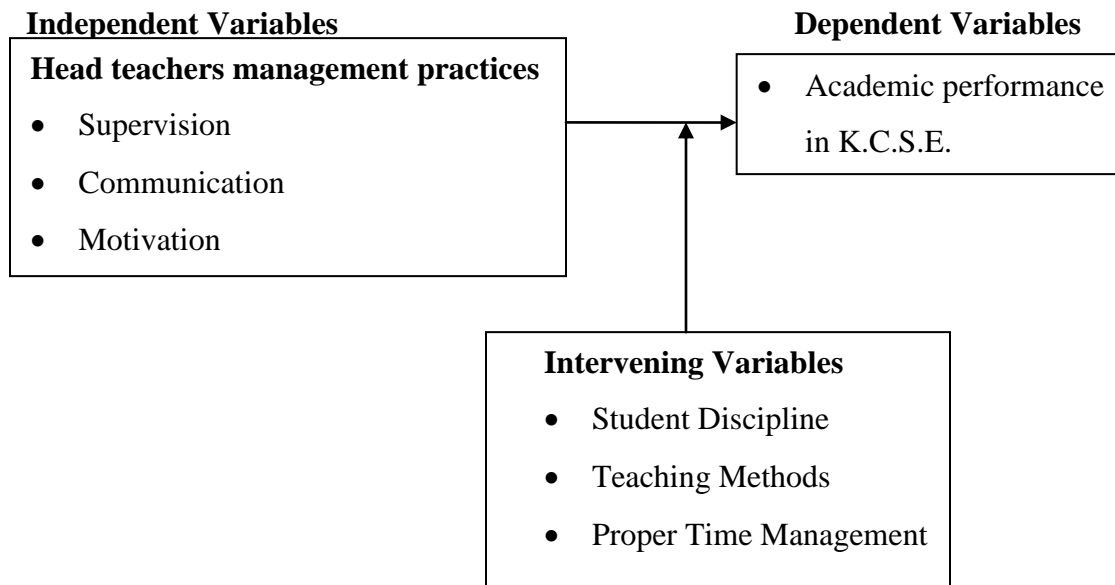 Independent Variables
Head teachers management practices
• Supervision
• Communication
• Motivation
Dependent Variables
• Academic performance
in K.C.S.E.
Intervening Variables
• Student Discipline
• Teaching Methods
• Proper Time Management